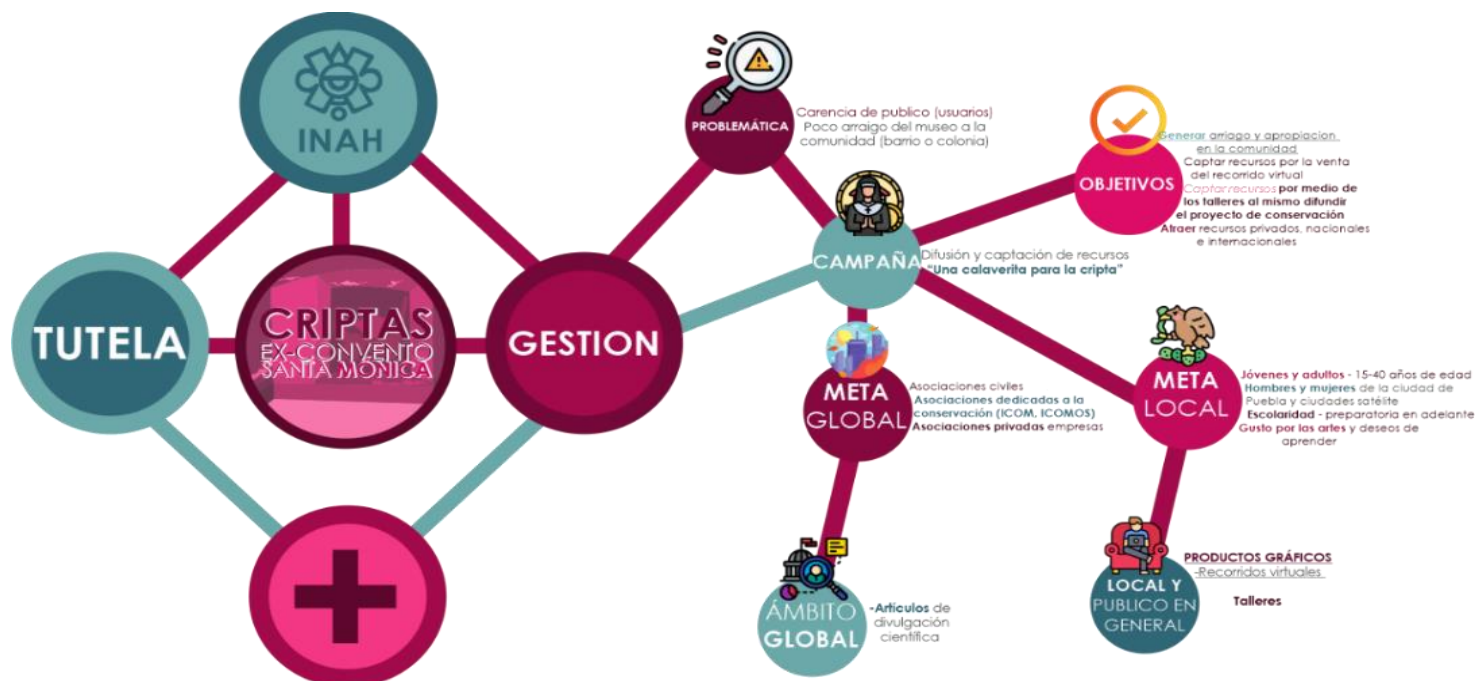 INAH
TUTELA
CRIPTAS
EX-CONVENTO
SANTA MÓNICA
GESTION
PROBLEMÁTICA
Carencia de publico (usuarios)
Poco arraigo del museo a la
comunidad (barrio o colonia)
CAMPAÑA
Difusión y captación de recursos
"Una calaverita para la cripta"
OBJETIVOS
Generar arriago y apropiacion
en la comunidad
Captar recursos por la venta
del recorrido virtual
Captar recursos por medio de
los talleres al mismo difundir
el proyecto de conservación
Atraer recursos privados, nacionales
e internacionales
META
GLOBAL
Asociaciones civiles
Asociaciones dedicadas a la
conservación (ICOM, ICOMOS)
Asociaciones privadas empresas
META
LOCAL
Jóvenes y adultos - 15-40 años de edad
Hombres y mujeres de la ciudad de
Puebla y ciudades satélite
Escolaridad - preparatoria en adelante
Gusto por las artes y deseos de
aprender
ÁMBITO
GLOBAL
-Artículos de
divulgación
científica
LOCAL Y
PUBLICO EN
GENERAL
PRODUCTOS GRÁFICOS
-Recorridos virtuales
Talleres